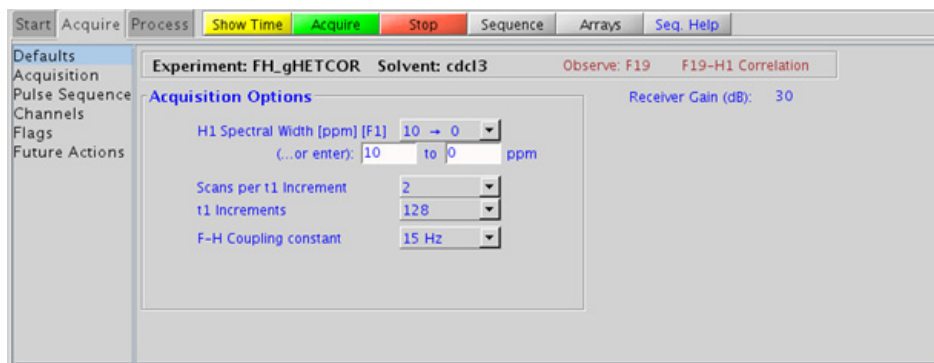 Start Acquire Process Show Time Acquire Stop Sequence Arrays Seq. Help
Defaults
Acquisition
Pulse Sequence
Channels
Flags
Future Actions
Experiment: FH_gHETCOR Solvent: cdcl3 Observe: F19 F19-H1 Correlation
Acquisition Options Receiver Gain (dB): 30
H1 Spectral Width [ppm] [F1] 10 → 0
(...or enter): 10 to 0 ppm
Scans per t1 Increment 2
t1 Increments 128
F-H Coupling constant 15 Hz